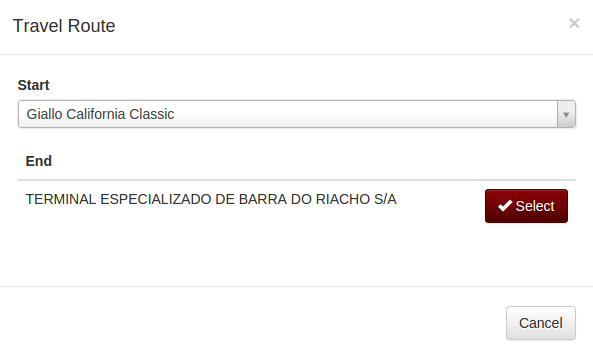 Travel Route
×
Start
Giallo California Classic
End
TERMINAL ESPECIALIZADO DE BARRA DO RIACHO S/A
Select
Cancel